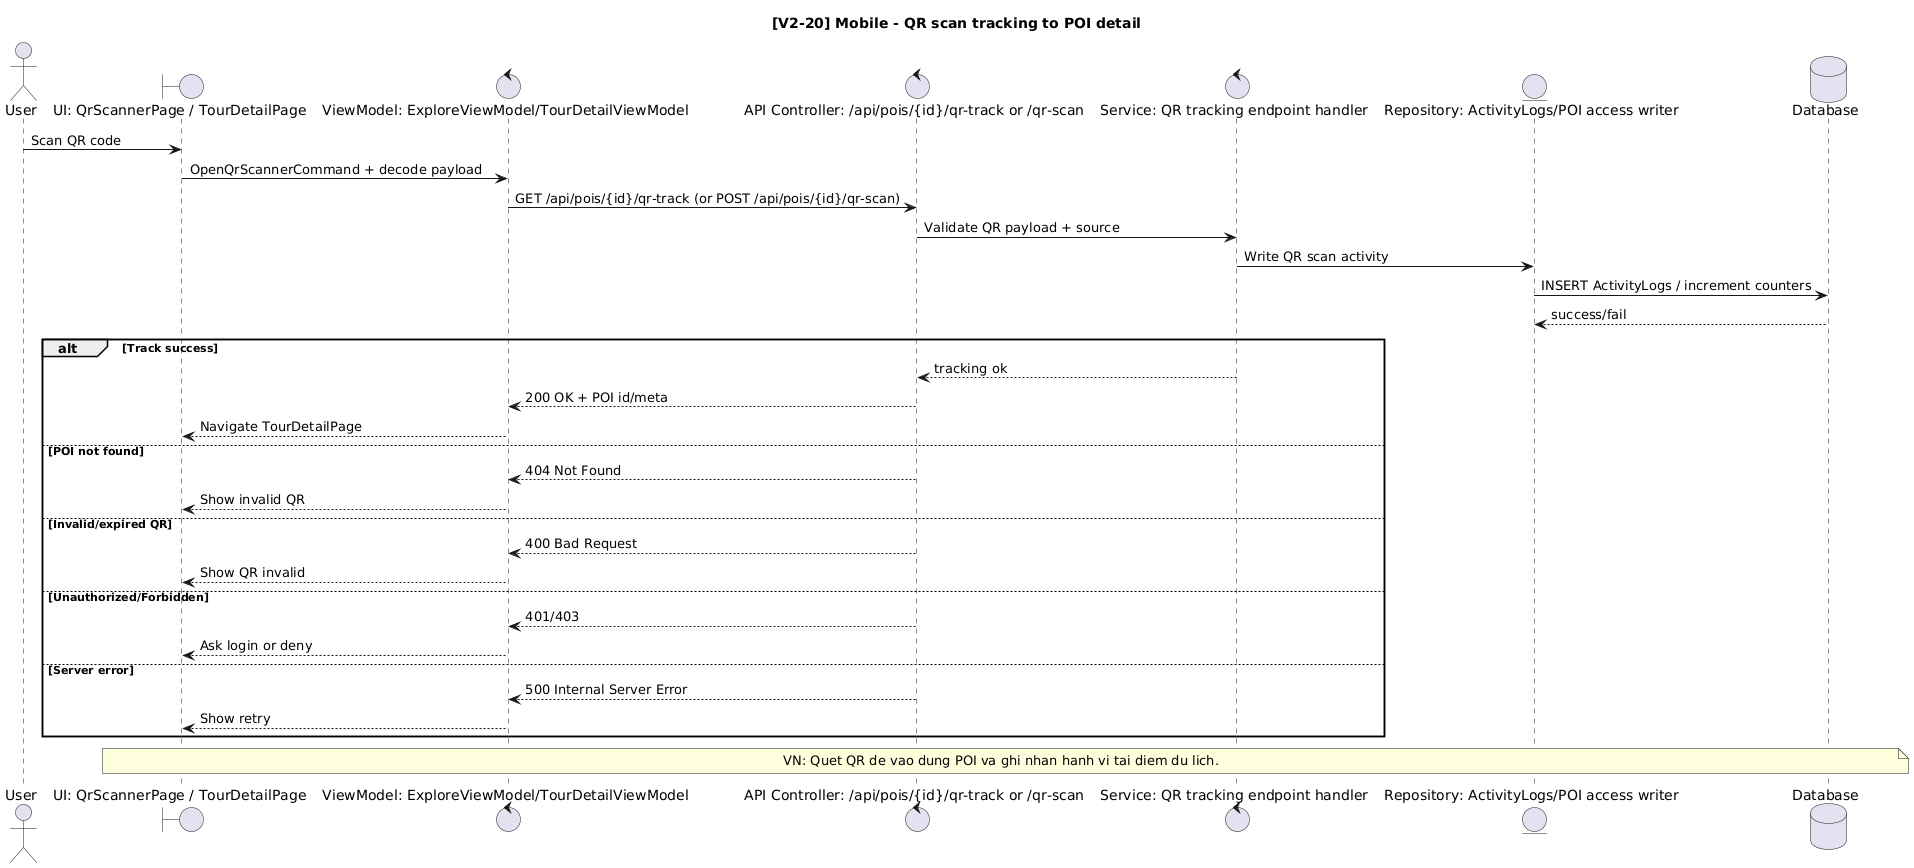 [V2-20] Mobile - QR scan tracking to POI detail
User
UI: QrScannerPage / TourDetailPage
ViewModel: ExploreViewModel/TourDetailViewModel
API Controller: /api/pois/{id}/qr-track or /qr-scan
Service: QR tracking endpoint handler
Repository: ActivityLogs/POI access writer
Database
Scan QR code
OpenQrScannerCommand + decode payload
GET /api/pois/{id}/qr-track (or POST /api/pois/{id}/qr-scan)
Validate QR payload + source
Write QR scan activity
INSERT ActivityLogs / increment counters
success/fail
alt
[Track success]
tracking ok
200 OK + POI id/meta
Navigate TourDetailPage
[POI not found]
404 Not Found
Show invalid QR
[Invalid/expired QR]
400 Bad Request
Show QR invalid
[Unauthorized/Forbidden]
401/403
Ask login or deny
[Server error]
500 Internal Server Error
Show retry
VN: Quet QR de vao dung POI va ghi nhan hanh vi tai diem du lich.
User
UI: QrScannerPage / TourDetailPage
ViewModel: ExploreViewModel/TourDetailViewModel
API Controller: /api/pois/{id}/qr-track or /qr-scan
Service: QR tracking endpoint handler
Repository: ActivityLogs/POI access writer
Database